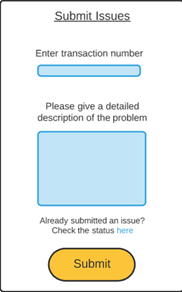 Submit Issues
Enter transaction number
Please give a detailed
description of the problem
Already submitted an issue?
Check the status here
Submit